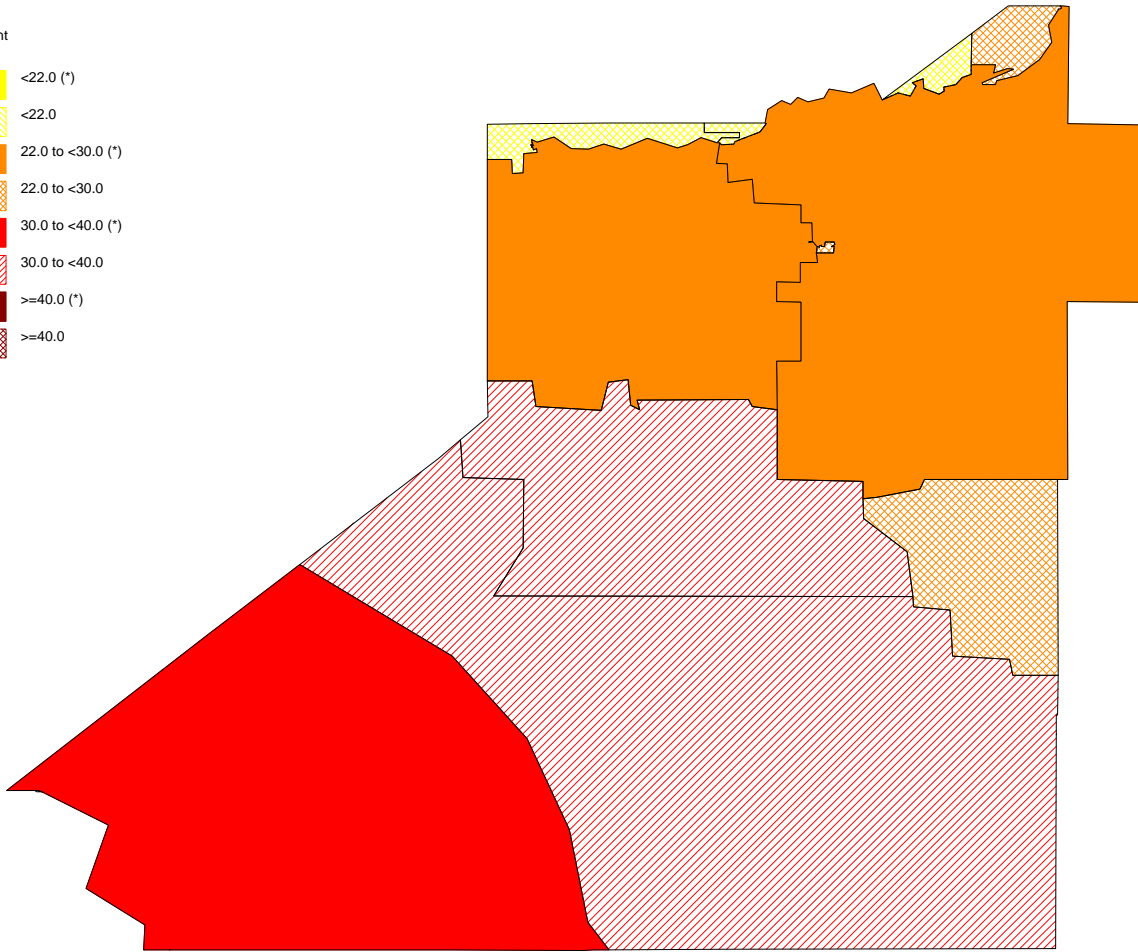 nt
<22.0 (*)
<22.0
22.0 to <30.0 (*)
22.0 to <30.0
30.0 to <40.0 (*)
30.0 to <40.0
>=40.0 (*)
>=40.0